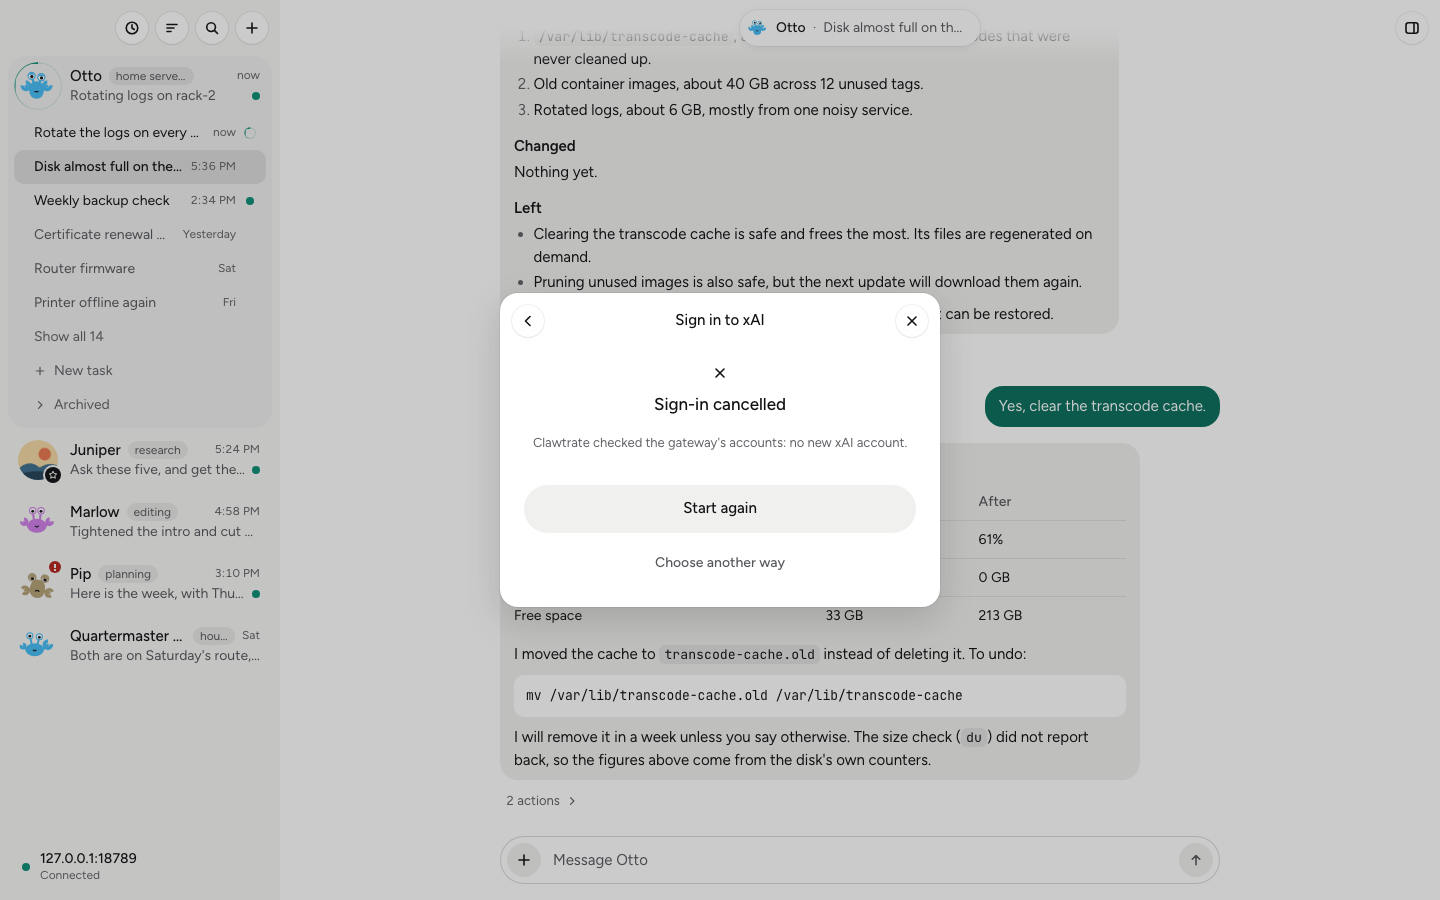 Otto
home serve...
now
Rotating logs on rack-2
Rotate the logs on every ...
now
Disk almost full on the...
5:36 PM
Weekly backup check
2:34 PM
Certificate renewal ...
Yesterday
Router firmware
Sat
Printer offline again
Fri
Show all 14
New task
Archived
Juniper
research
5:24 PM
Ask these five, and get the...
Marlow
editing
4:58 PM
Tightened the intro and cut ...
Pip
planning
3:10 PM
Here is the week, with Thu...
Quartermaster ...
hou...
Sat
Both are on Saturday's route,...
127.0.0.1:18789
Connected
Otto · Disk almost full on th...
1. /var/lib/transcode-cache, that were
never cleaned up.
2. Old container images, about 40 GB across 12 unused tags.
3. Rotated logs, about 6 GB, mostly from one noisy service.
Changed
Nothing yet.
Left
• Clearing the transcode cache is safe and frees the most. Its files are regenerated on
demand.
• Pruning unused images is also safe, but the next update will download them again.
can be restored.
Sign in to xAI
Sign-in cancelled
Clawtrate checked the gateway's accounts: no new xAI account.
Start again
Choose another way
Yes, clear the transcode cache.
After
61%
0 GB
Free space
33 GB
213 GB
I moved the cache to transcode-cache.old instead of deleting it. To undo:
mv /var/lib/transcode-cache.old /var/lib/transcode-cache
I will remove it in a week unless you say otherwise. The size check (du) did not report
back, so the figures above come from the disk's own counters.
2 actions
Message Otto